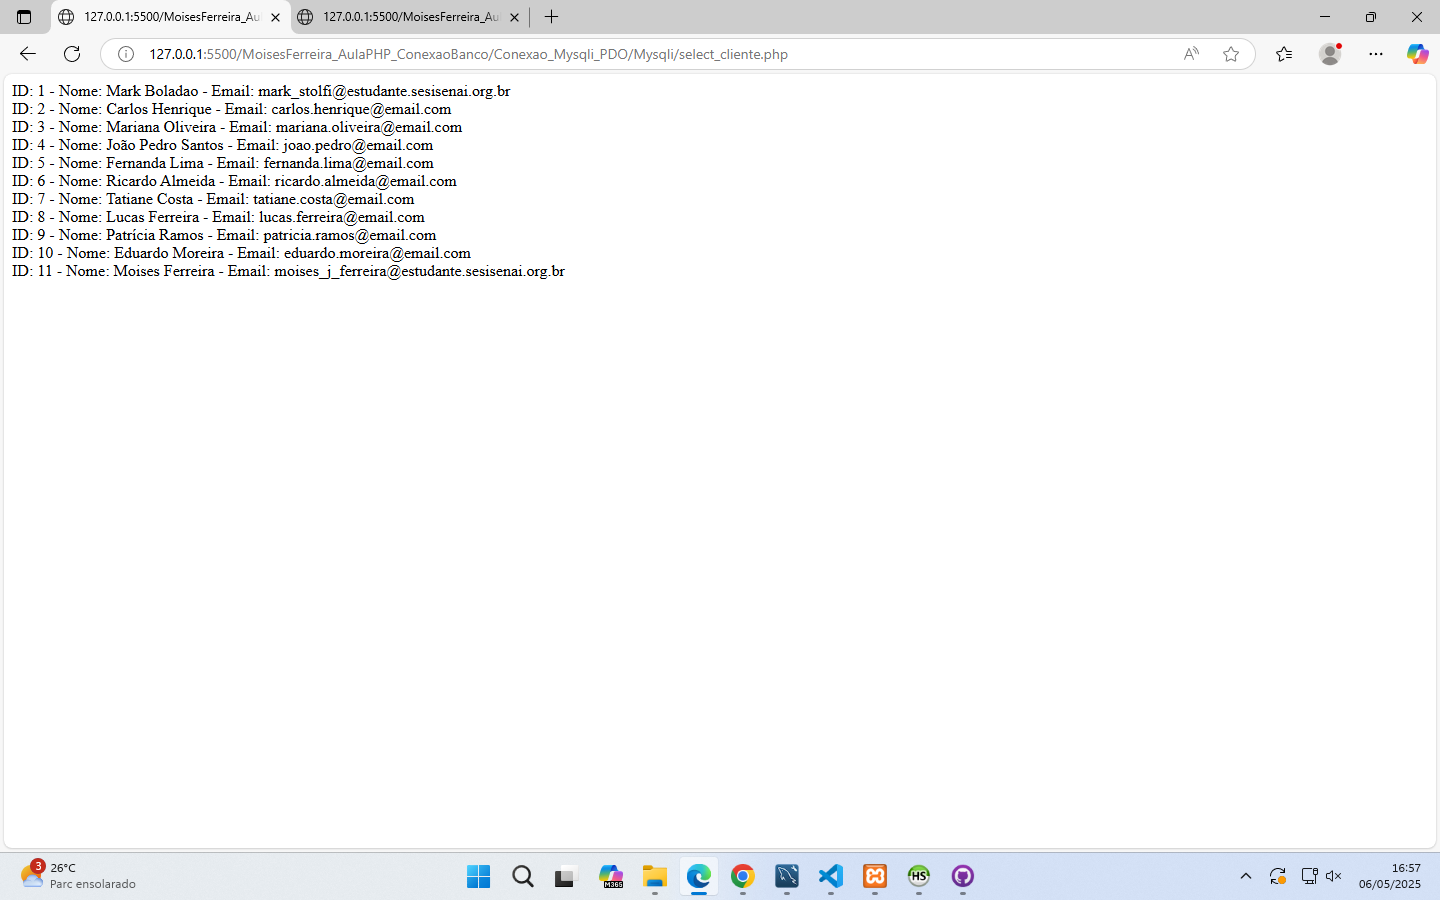 127.0.0.1:5500/MoisesFerreira_Au
127.0.0.1:5500/MoisesFerreira_Au
127.0.0.1:5500/MoisesFerreira_AulaPHP_ConexaoBanco/Conexao_Mysqli_PDO/Mysqli/select_cliente.php
ID: 1 - Nome: Mark Boladao - Email: mark_stolfi@estudante.sesisenai.org.br
ID: 2 - Nome: Carlos Henrique - Email: carlos.henrique@email.com
ID: 3 - Nome: Mariana Oliveira - Email: mariana.oliveira@email.com
ID: 4 - Nome: João Pedro Santos - Email: joao.pedro@email.com
ID: 5 - Nome: Fernanda Lima - Email: fernanda.lima@email.com
ID: 6 - Nome: Ricardo Almeida - Email: ricardo.almeida@email.com
ID: 7 - Nome: Tatiane Costa - Email: tatiane.costa@email.com
ID: 8 - Nome: Lucas Ferreira - Email: lucas.ferreira@email.com
ID: 9 - Nome: Patrícia Ramos - Email: patricia.ramos@email.com
ID: 10 - Nome: Eduardo Moreira - Email: eduardo.moreira@email.com
ID: 11 - Nome: Moises Ferreira - Email: moises_j_ferreira@estudante.sesisenai.org.br
3
26°C
Parc ensolarado
M365
HS
16:57
06/05/2025